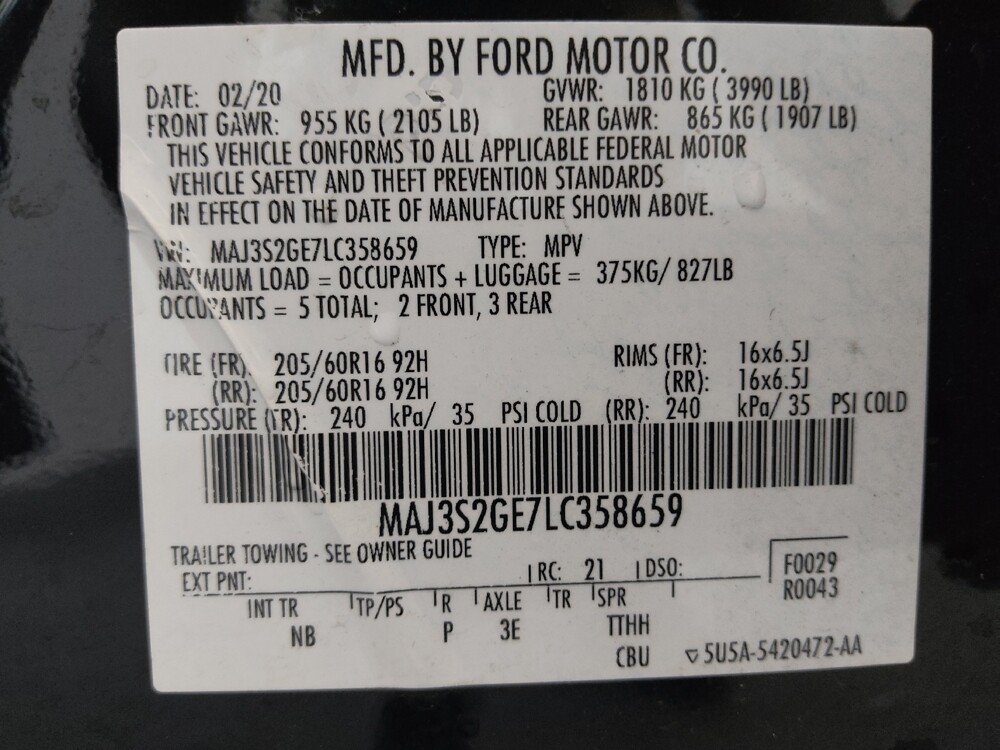 MFD. BY FORD MOTOR CO.
DATE: 02/20 GVWR: 1810 KG ( 3990 LB)
FRONT GAWR: 955 KG ( 2105 LB) REAR GAWR: 865 KG ( 1907 LB)
THIS VEHICLE CONFORMS TO ALL APPLICABLE FEDERAL MOTOR
VEHICLE SAFETY AND THEFT PREVENTION STANDARDS
IN EFFECT ON THE DATE OF MANUFACTURE SHOWN ABOVE.
VIN: MAJ3S2GE7LC358659 TYPE: MPV
MAXIMUM LOAD = OCCUPANTS + LUGGAGE = 375KG/ 827LB
OCCUPANTS = 5 TOTAL; 2 FRONT, 3 REAR
TIRE (FR): 205/60R16 92H RIMS (FR): 16x6.5J
(RR): 205/60R16 92H (RR): 16x6.5J
PRESSURE (FR): 240 kPa/ 35 PSI COLD (RR): 240 kPa/ 35 PSI COLD
MAJ3S2GE7LC358659
TRAILER TOWING - SEE OWNER GUIDE
EXT PNT: RC: 21 DSO: F0029
R0043
INT TR TP/PS R AXLE TR SPR
NB P 3E TTHH
CBU ▽5U5A-5420472-AA